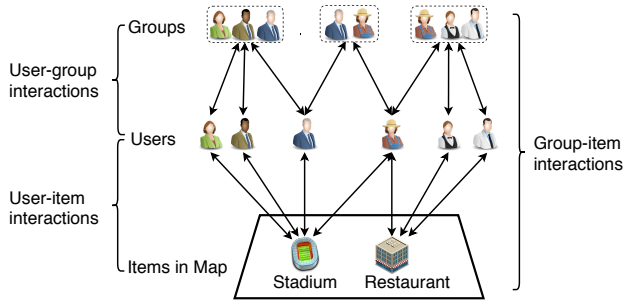 Groups
User-group
interactions
Users
Group-item
interactions
User-item
interactions
Items in Map
Stadium
Restaurant